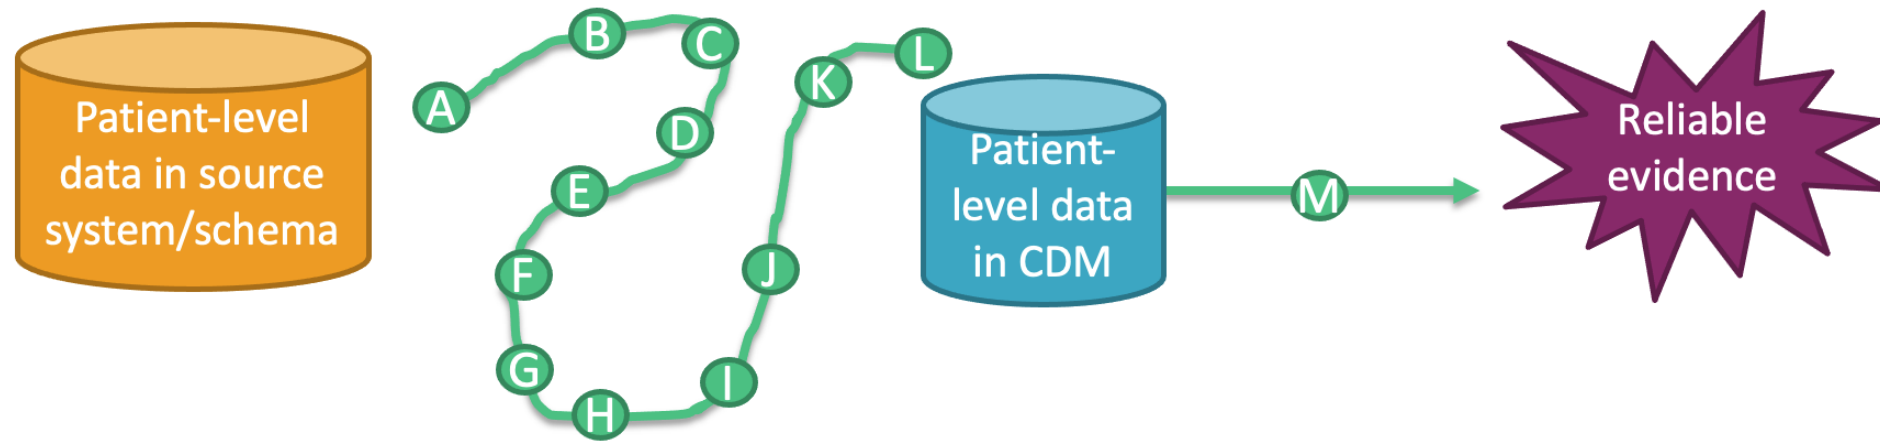 Patient-level
data in source
system/schema
A
B
C
D
E
F
G
H
I
J
K
L
Patient-
level data
in CDM
M
Reliable
evidence